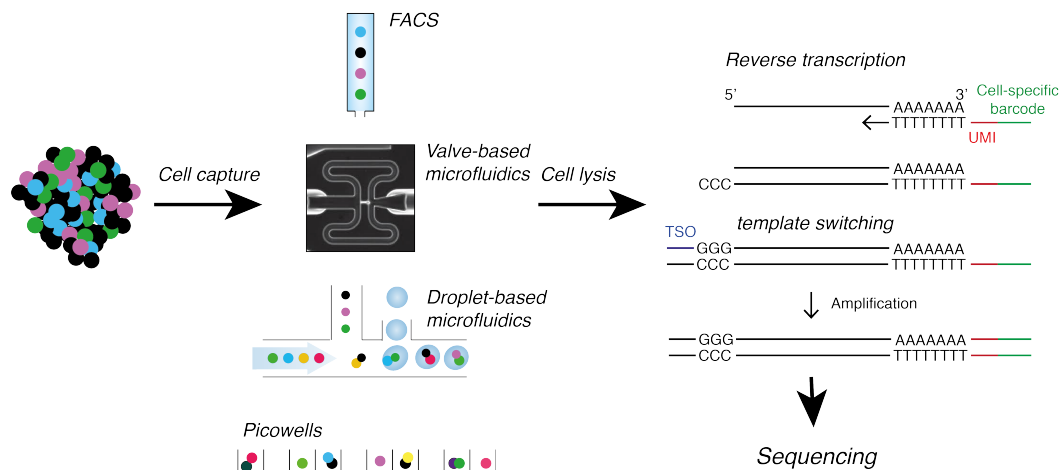 FACS
Cell capture
Valve-based
microfluidics
Cell lysis
Droplet-based
microfluidics
Picowells
Reverse transcription
5’
3’
Cell-specific
barcode
AAAAAAA
TTTTTTTT
UMI
AAAAAAA
CCC
TTTTTTTT
template switching
TSO
GGG
AAAAAAA
CCC
TTTTTTTT
Amplification
GGG
AAAAAAA
CCC
TTTTTTTT
Sequencing